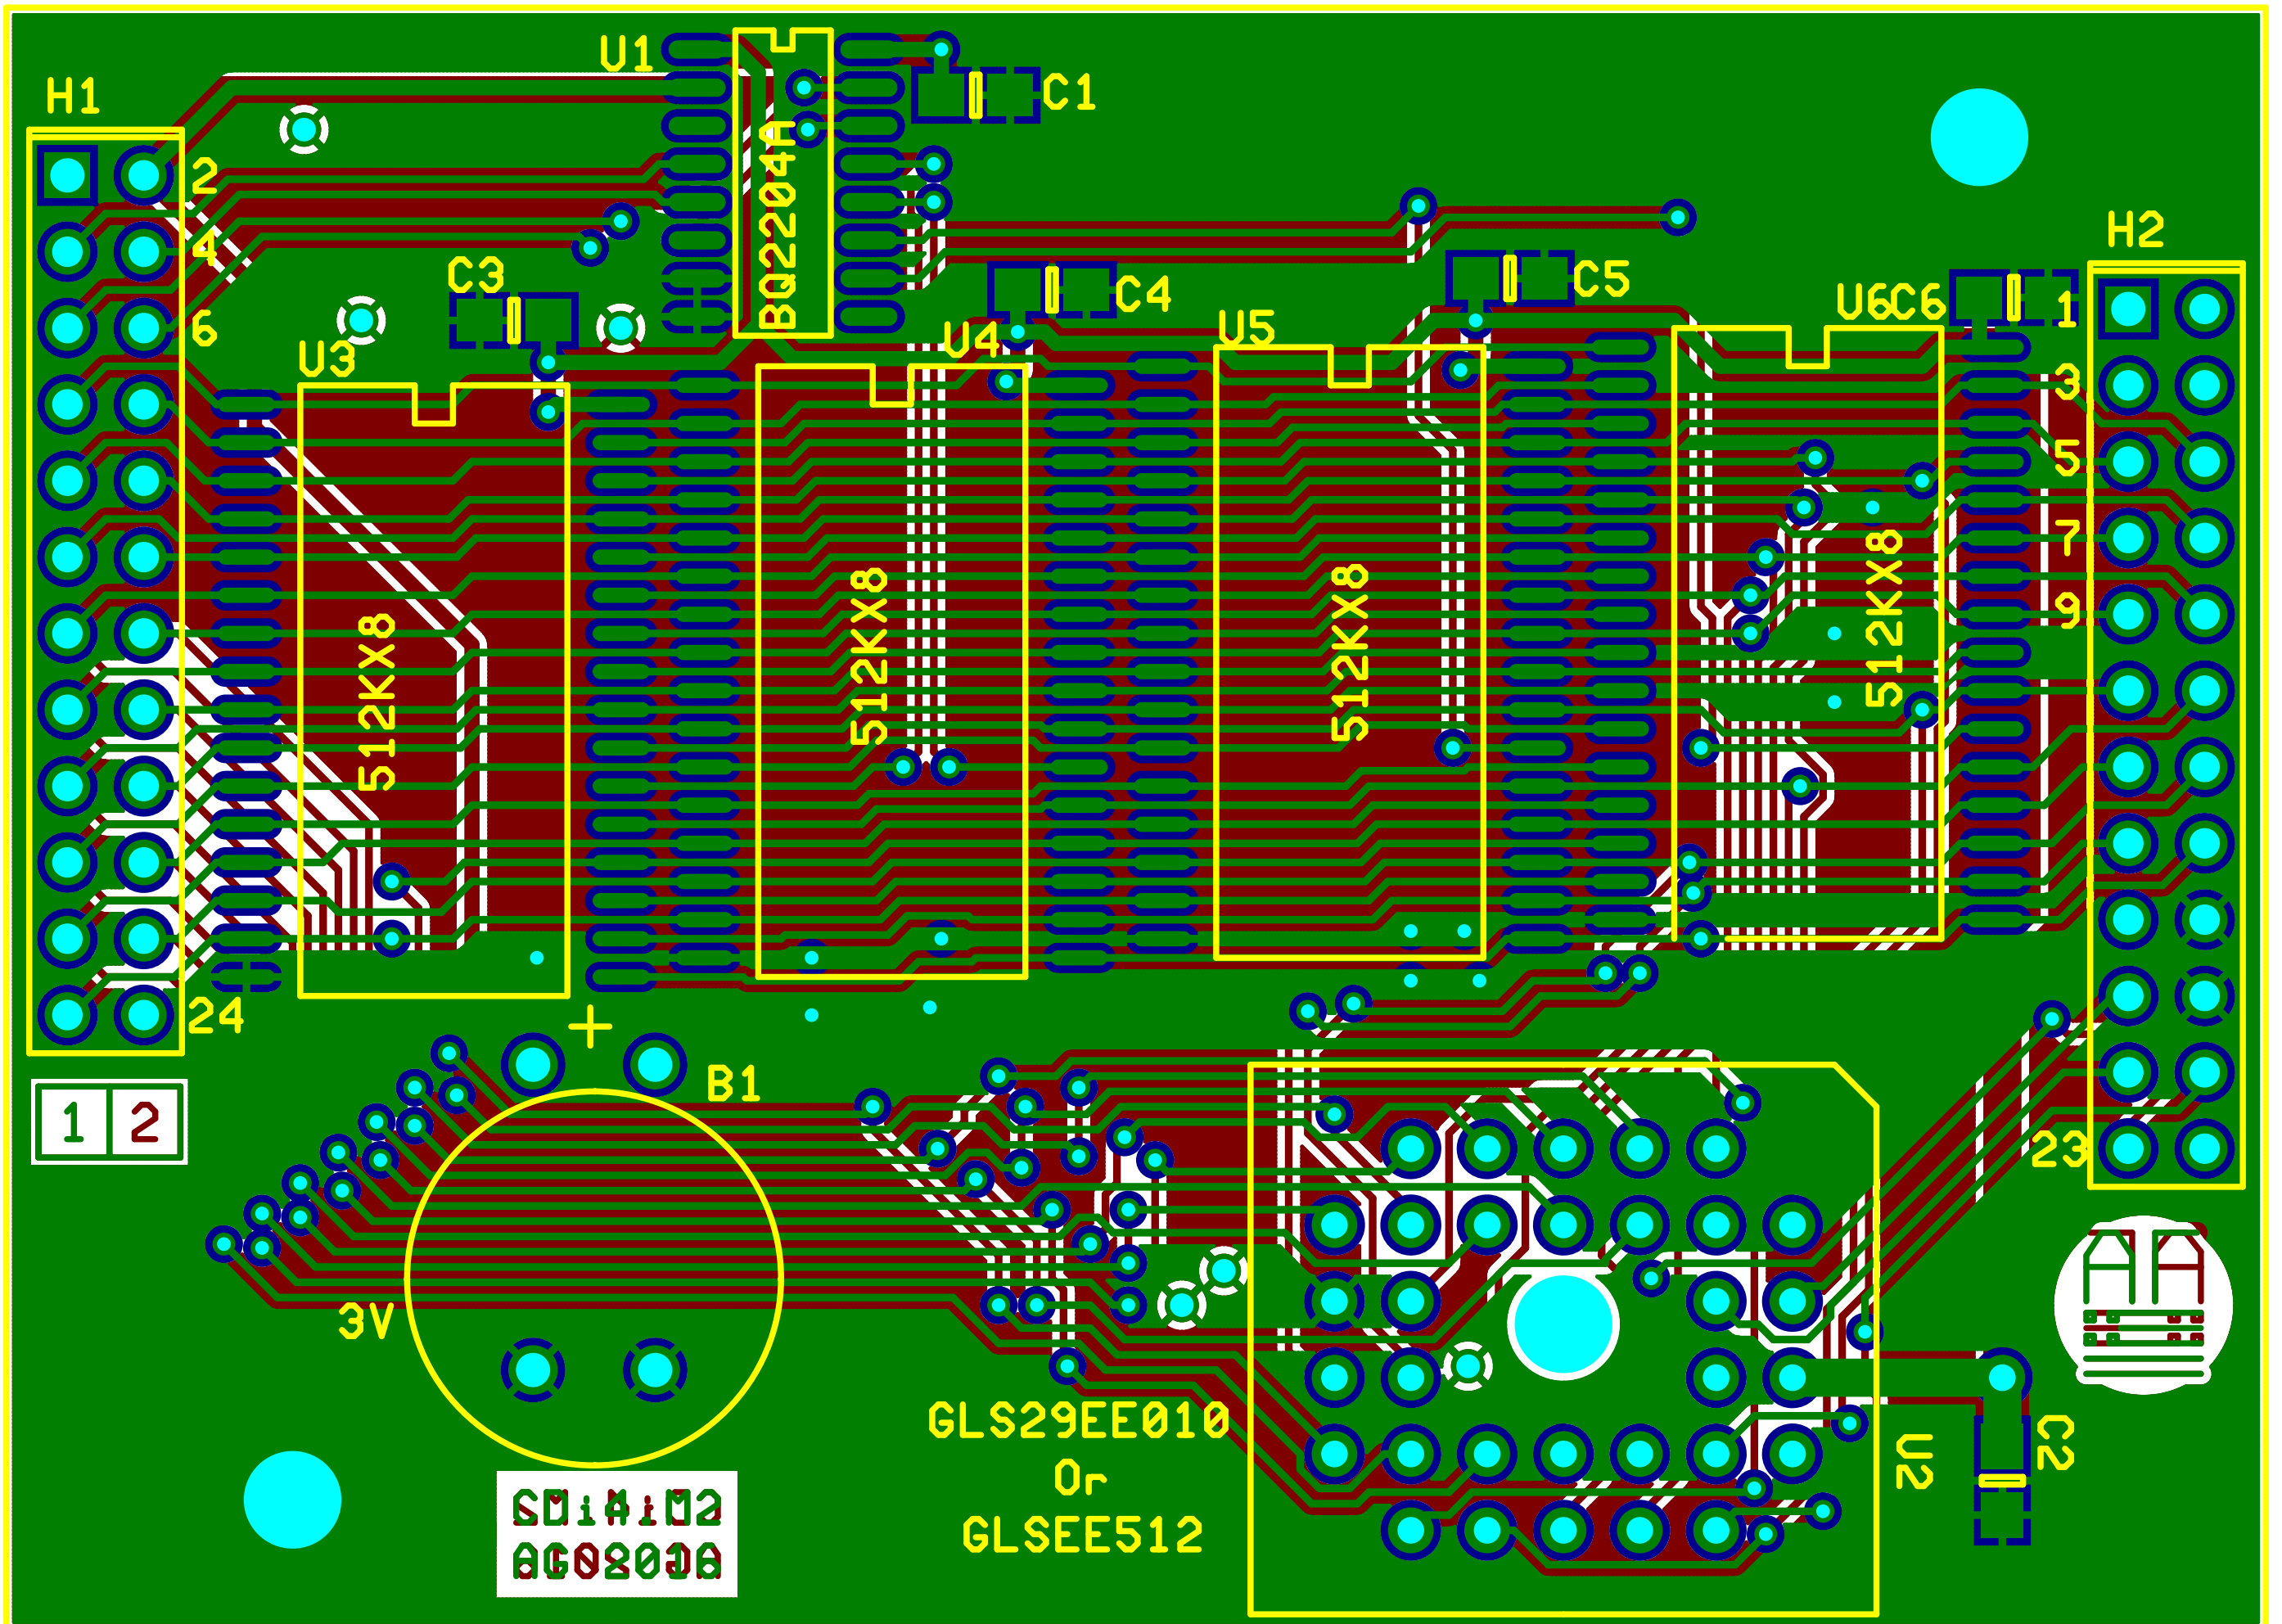 U1
C1
H1
2
4
6
BQ2204A
H2
C3
C4
C5
U6
C6
1
U3
U4
U5
3
5
7
9
512KX8
512KX8
512KX8
512KX8
24
+
B1
1 2
23
3V
GLS29EE010
Or
GLSEE512
U2
C2